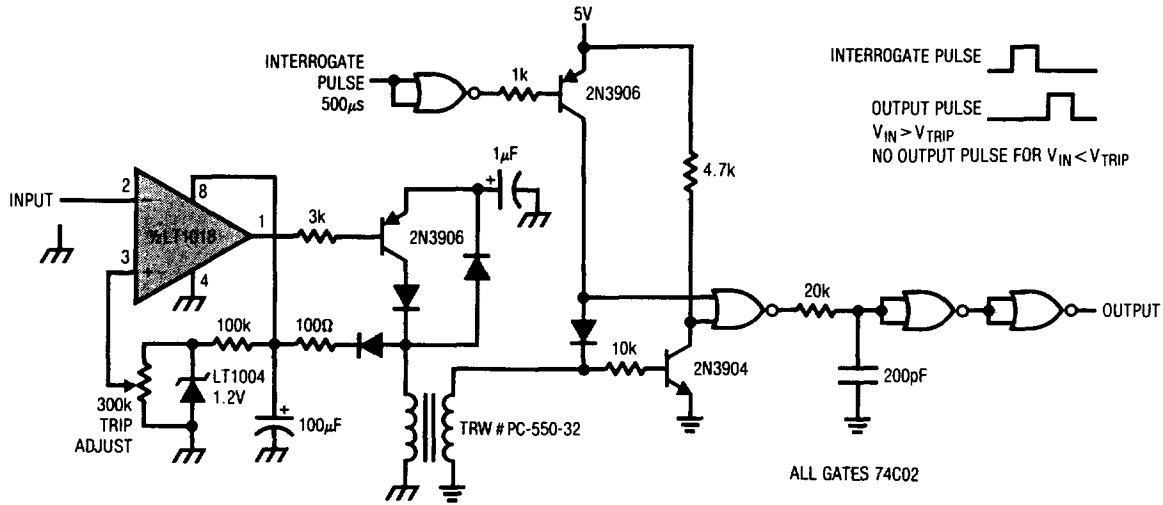 5V
INTERROGATE
PULSE
500µs
1k
2N3906
INTERROGATE PULSE
OUTPUT PULSE
V_IN > V_TRIP
NO OUTPUT PULSE FOR V_IN < V_TRIP
4.7k
1µF
+
INPUT
2
8
−
½LT1018
1
3k
2N3906
3
+
4
100k
100Ω
LT1004
1.2V
300k
TRIP
ADJUST
+
100µF
TRW # PC-550-32
10k
2N3904
20k
200pF
OUTPUT
ALL GATES 74C02